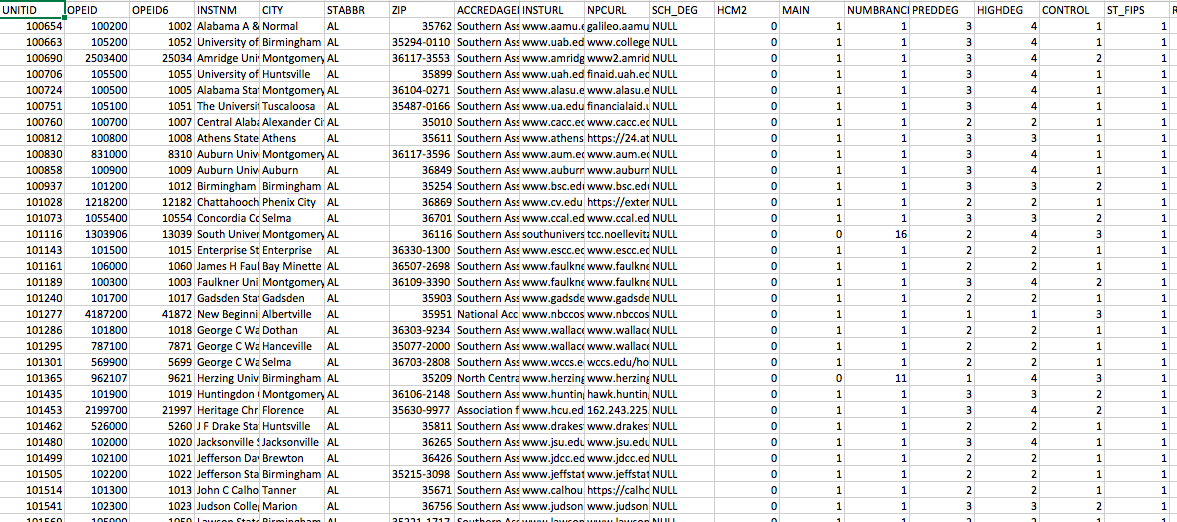 UNITID OPEID OPEID6 INSTNM CITY STABBR ZIP ACCREDAGE INSTURL NPCURL SCH_DEG HCM2 MAIN NUMBRANC PREDDEG HIGHDEG CONTROL ST_FIPS R
100654 100200 1002 Alabama A & Normal AL 35762 Southern Ass www.aamu.e galileo.aamu NULL 0 1 1 3 4 1 1
100663 105200 1052 University of Birmingham AL 35294-0110 Southern Ass www.uab.ed www.college NULL 0 1 1 3 4 1 1
100690 2503400 25034 Amridge Uni Montgomery AL 36117-3553 Southern Ass www.amridg www2.amrid NULL 0 1 1 3 4 2 1
100706 105500 1055 University of Huntsville AL 35899 Southern Ass www.uah.ed finaid.uah.ec NULL 0 1 1 3 4 1 1
100724 100500 1005 Alabama Sta Montgomery AL 36104-0271 Southern Ass www.alasu.e www.alasu.e NULL 0 1 1 3 4 1 1
100751 105100 1051 The Universi Tuscaloosa AL 35487-0166 Southern Ass www.ua.edu financialaid.u NULL 0 1 1 3 4 1 1
100760 100700 1007 Central Alaba Alexander Ci AL 35010 Southern Ass www.cacc.ec www.cacc.ec NULL 0 1 1 2 2 1 1
100812 100800 1008 Athens State Athens AL 35611 Southern Ass www.athens https://24.at NULL 0 1 1 3 3 1 1
100830 831000 8310 Auburn Univ Montgomery AL 36117-3596 Southern Ass www.aum.ec www.aum.ec NULL 0 1 1 3 4 1 1
100858 100900 1009 Auburn Univ Auburn AL 36849 Southern Ass www.auburn www.auburn NULL 0 1 1 3 4 1 1
100937 101200 1012 Birmingham Birmingham AL 35254 Southern Ass www.bsc.edu www.bsc.edu NULL 0 1 1 3 3 2 1
101028 1218200 12182 Chattahooch Phenix City AL 36869 Southern Ass www.cv.edu https://exter NULL 0 1 1 2 2 1 1
101073 1055400 10554 Concordia Cc Selma AL 36701 Southern Ass www.ccal.ed www.ccal.ed NULL 0 1 1 3 3 2 1
101116 1303906 13039 South Univer Montgomery AL 36116 Southern Ass southunivers tcc.noellevitz NULL 0 0 16 2 4 3 1
101143 101500 1015 Enterprise St Enterprise AL 36330-1300 Southern Ass www.escc.ec www.escc.ec NULL 0 1 1 2 2 1 1
101161 106000 1060 James H Faul Bay Minette AL 36507-2698 Southern Ass www.faulkne www.faulkne NULL 0 1 1 2 2 1 1
101189 100300 1003 Faulkner Uni Montgomery AL 36109-3390 Southern Ass www.faulkne www.faulkne NULL 0 1 1 3 4 2 1
101240 101700 1017 Gadsden Sta Gadsden AL 35903 Southern Ass www.gadsde www.gadsde NULL 0 1 1 2 2 1 1
101277 4187200 41872 New Beginni Albertville AL 35951 National Acc www.nbccos www.nbccos NULL 0 1 1 1 1 3 1
101286 101800 1018 George C Wa Dothan AL 36303-9234 Southern Ass www.wallace www.wallace NULL 0 1 1 2 2 1 1
101295 787100 7871 George C Wa Hanceville AL 35077-2000 Southern Ass www.wallace www.wallace NULL 0 1 1 2 2 1 1
101301 569900 5699 George C Wa Selma AL 36703-2808 Southern Ass www.wccs.e wccs.edu/ho NULL 0 1 1 2 2 1 1
101365 962107 9621 Herzing Univ Birmingham AL 35209 North Centra www.herzing www.herzing NULL 0 0 11 1 4 3 1
101435 101900 1019 Huntingdon Montgomery AL 36106-2148 Southern Ass www.hunting hawk.huntin NULL 0 1 1 3 3 2 1
101453 2199700 21997 Heritage Chr Florence AL 35630-9977 Association f www.hcu.ed 162.243.225 NULL 0 1 1 3 4 2 1
101462 526000 5260 J F Drake Sta Huntsville AL 35811 Southern Ass www.drakes www.drakes NULL 0 1 1 2 2 1 1
101480 102000 1020 Jacksonville S Jacksonville AL 36265 Southern Ass www.jsu.edu www.jsu.edu NULL 0 1 1 3 4 1 1
101499 102100 1021 Jefferson Dav Brewton AL 36426 Southern Ass www.jdcc.ed www.jdcc.ed NULL 0 1 1 2 2 1 1
101505 102200 1022 Jefferson Sta Birmingham AL 35215-3098 Southern Ass www.jeffstat www.jeffstat NULL 0 1 1 2 2 1 1
101514 101300 1013 John C Calho Tanner AL 35671 Southern Ass www.calhou https://calho NULL 0 1 1 2 2 1 1
101541 102300 1023 Judson Colle Marion AL 36756 Southern Ass www.judson www.judson NULL 0 1 1 3 3 2 1
101569 105900 1059 Lawson State Birmingham AL 35221-1717 Southern Ass www.lawson www.lawson NULL 0 1 1 2 2 1 1